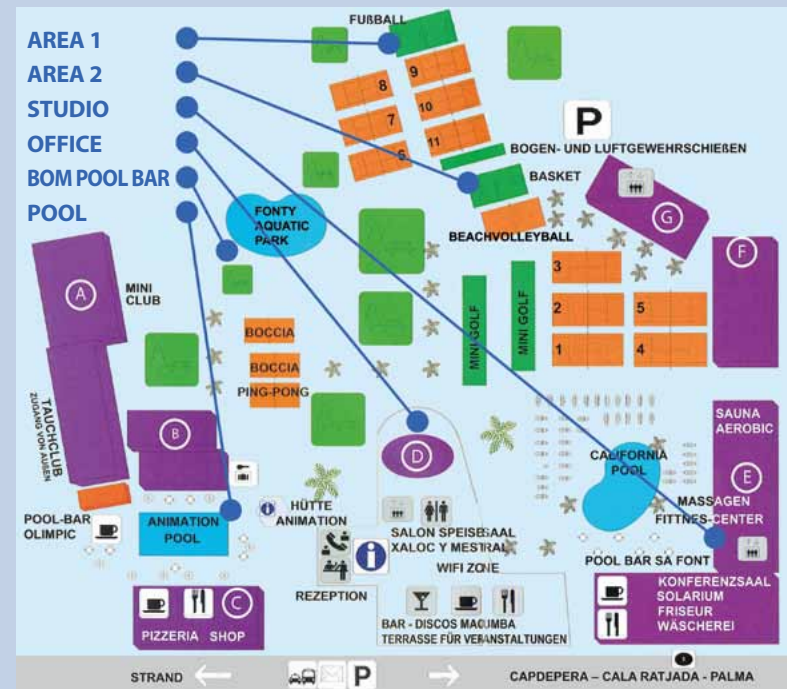 AREA 1
AREA 2
STUDIO
OFFICE
BOM POOL BAR
POOL
FUßBALL
8
9
7
10
6
11
P
BOGEN- UND LUFTGEWEHRSCHIEßEN
BASKET
G
BEACHVOLLEYBALL
F
FONTY
AQUATIC
PARK
A
MINI
CLUB
3
2
5
1
4
MINI GOLF
MINI GOLF
BOCCIA
BOCCIA
PING-PONG
TAUCHCLUB
ZUGANG VON AUßEN
B
D
SAUNA
AEROBIC
CALIFORNIA
POOL
E
MASSAGEN
FITTNES-CENTER
POOL-BAR
OLIMPIC
ANIMATION
POOL
i
HÜTTE
ANIMATION
SALON SPEISESAAL
XALOC Y MESTRAL
i
WIFI ZONE
POOL BAR SA FONT
REZEPTION
C
PIZZERIA SHOP
BAR - DISCOS MACUMBA
TERRASSE FÜR VERANSTALTUNGEN
KONFERENZSAAL
SOLARIUM
FRISEUR
WÄSCHEREI
STRAND
P
CAPDEPERA – CALA RATJADA - PALMA